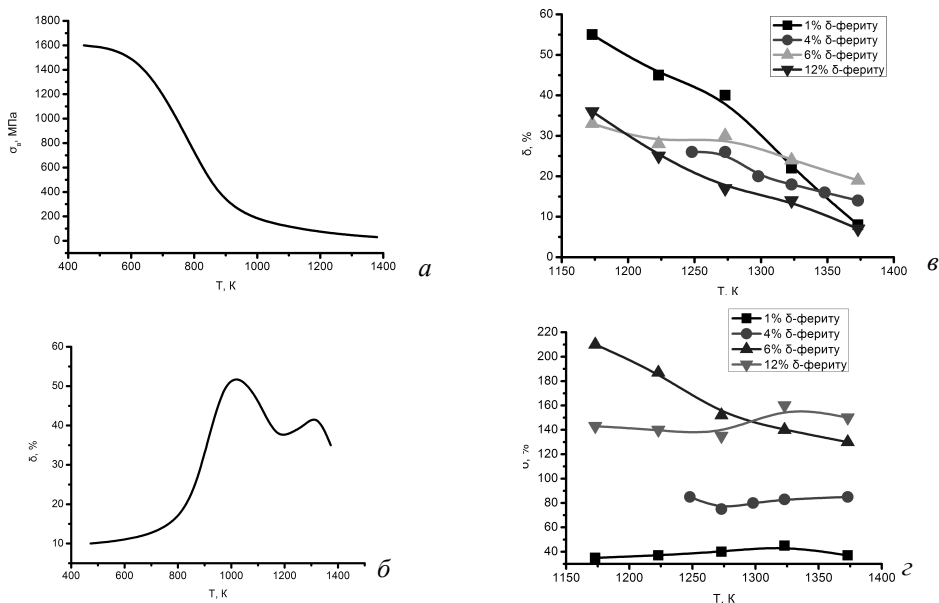 1800
1600
1400
1200
1000
800
600
400
200
0
σв, МПа
400 600 800 1000 1200 1400
T, К
а
60
50
40
30
20
10
0
δ, %
1% δ-фериту
4% δ-фериту
6% δ-фериту
12% δ-фериту
1150 1200 1250 1300 1350 1400
T, К
в
60
50
40
30
20
10
δ, %
400 600 800 1000 1200 1400
T, К
б
220
200
180
160
140
120
100
80
60
40
%
1% δ-фериту
4% δ-фериту
6% δ-фериту
12% δ-фериту
1150 1200 1250 1300 1350 1400
T, К
г